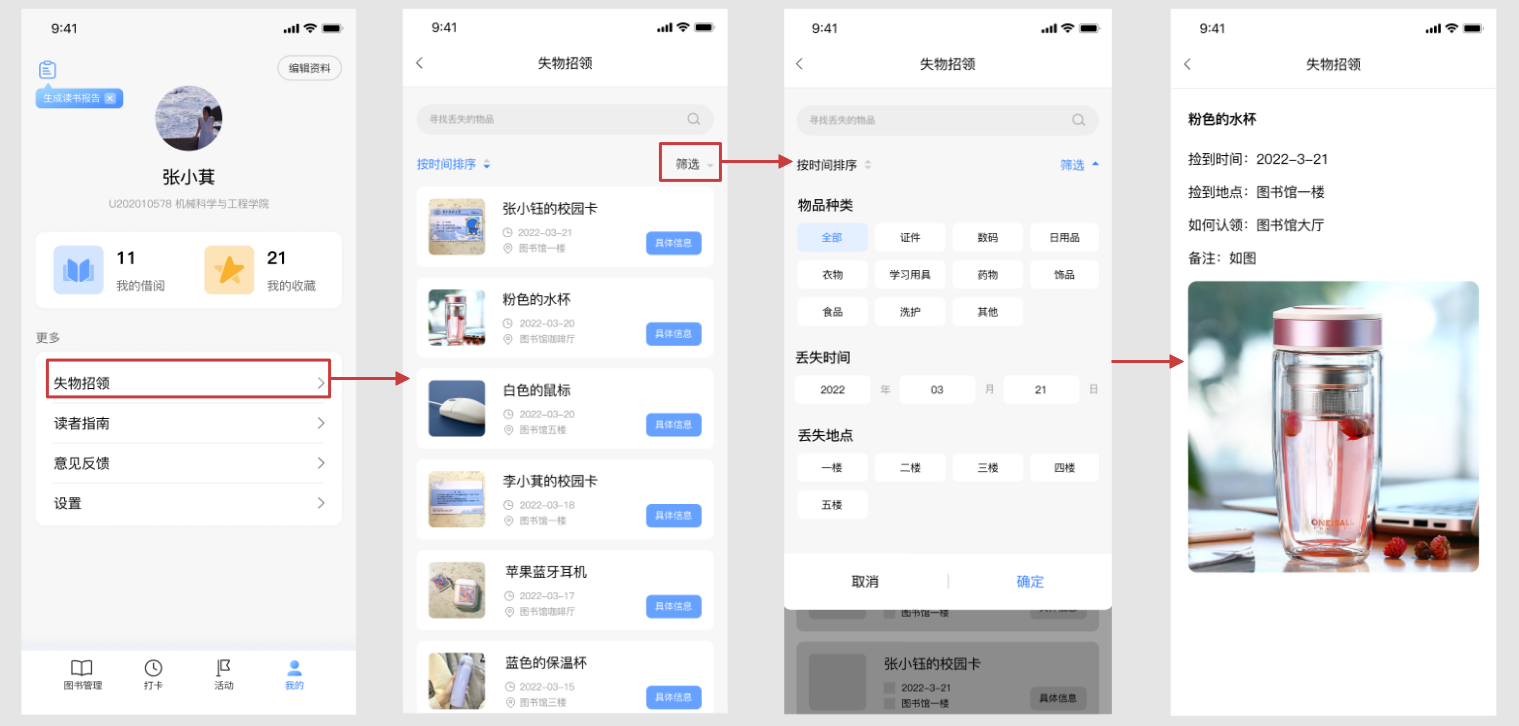 9:41
编辑资料
生成读书报告
张小萁
U202010578 机械科学与工程学院
11
我的借阅
21
我的收藏
更多
失物招领
读者指南
意见反馈
设置
图书管理
打卡
活动
我的
9:41
失物招领
寻找丢失的物品
按时间排序
筛选
张小钰的校园卡
2022-03-21
图书馆一楼
具体信息
粉色的水杯
2022-03-20
图书馆咖啡厅
具体信息
白色的鼠标
2022-03-20
图书馆五楼
具体信息
李小萁的校园卡
2022-03-18
图书馆一楼
具体信息
苹果蓝牙耳机
2022-03-17
图书馆咖啡厅
具体信息
蓝色的保温杯
2022-03-15
图书馆三楼
具体信息
9:41
失物招领
寻找丢失的物品
按时间排序
筛选
物品种类
全部 证件 数码 日用品
衣物 学习用具 药物 饰品
食品 洗护 其他
丢失时间
2022 年 03 月 21 日
丢失地点
一楼 二楼 三楼 四楼
五楼
取消 确定
图书馆一楼
张小钰的校园卡
2022-3-21
图书馆一楼
具体信息
9:41
失物招领
粉色的水杯
捡到时间：2022-3-21
捡到地点：图书馆一楼
如何认领：图书馆大厅
备注：如图